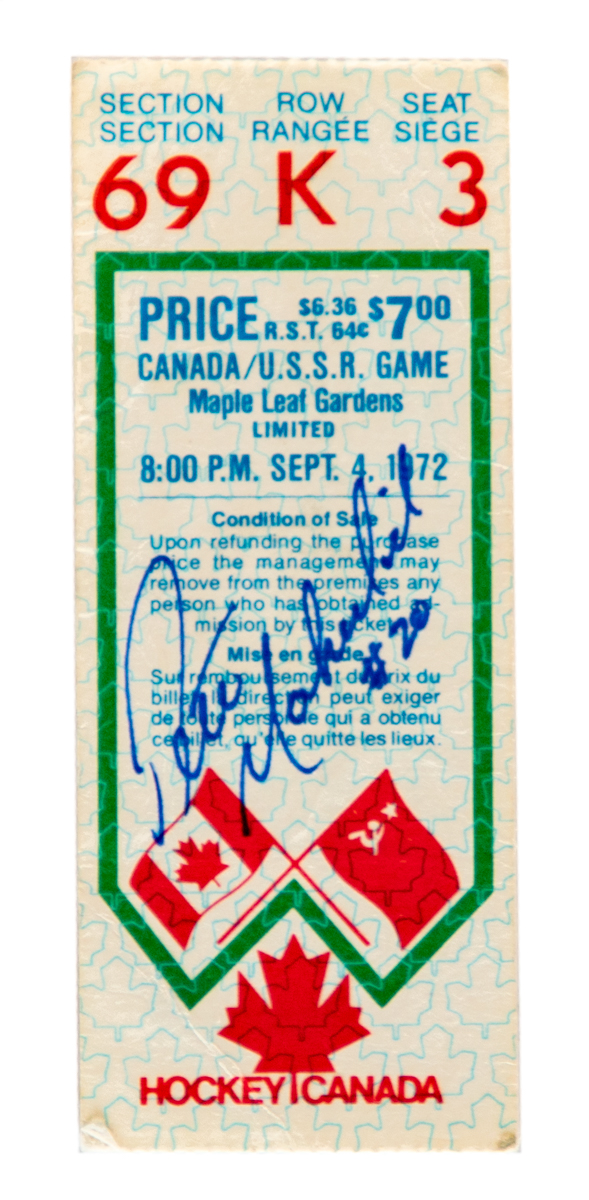 SECTION ROW SEAT
SECTION RANGÉE SIÈGE
69 K 3
PRICE $6.36 R.S.T. 64c $7.00
CANADA/U.S.S.R. GAME
Maple Leaf Gardens
LIMITED
8:00 P.M. SEPT. 4, 1972
Condition of Sale
Upon refunding the purchase
price the management may
remove from the premises any
person who has obtained ad-
mission by this ticket.
Mise en garde
Sur remboursement du prix du
billet, la direction peut exiger
de toute personne qui a obtenu
ce billet, qu'elle quitte les lieux.
Pete Mahovlich
#20
HOCKEY CANADA